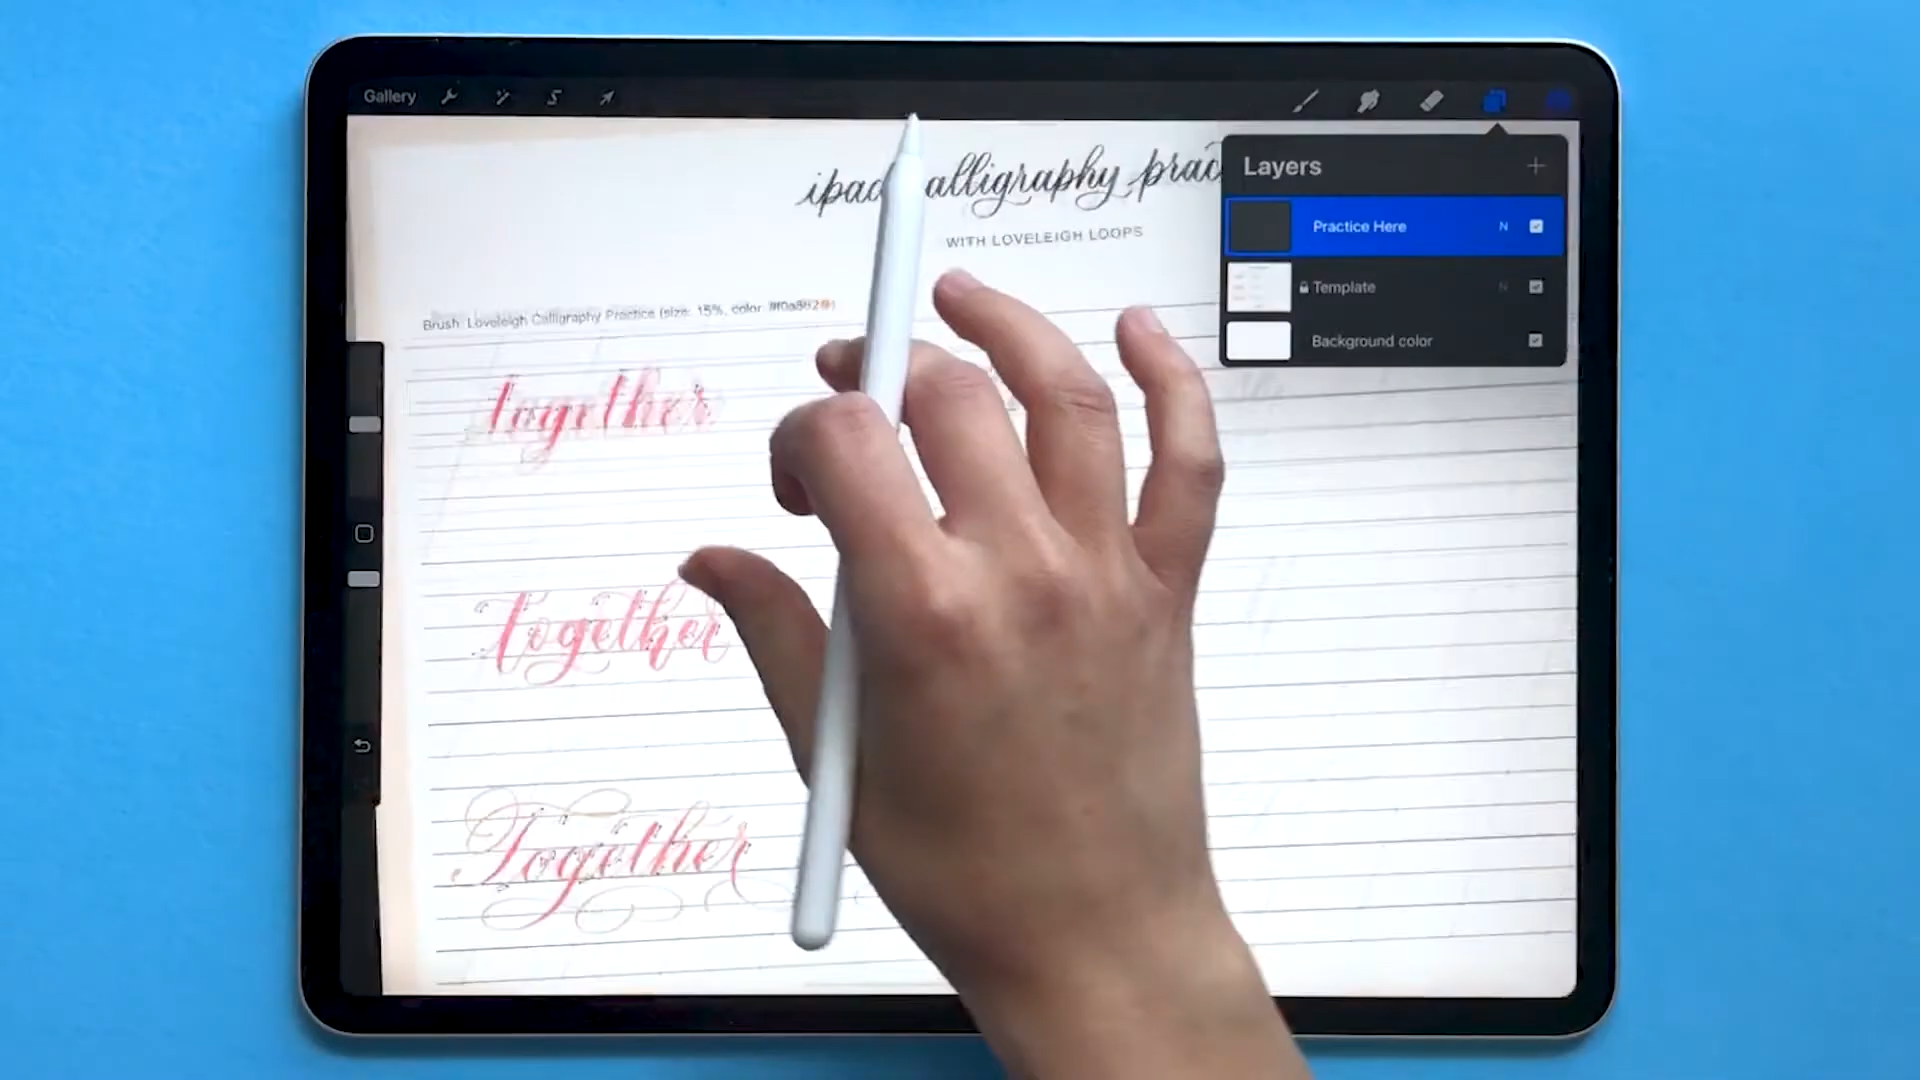 Gallery
ipad calligraphy prac
WITH LOVELEIGH LOOPS
Layers
Practice Here N
Template N
Background color
Brush: Loveleigh Calligraphy Practice (size: 15%, color:
together
together
Together